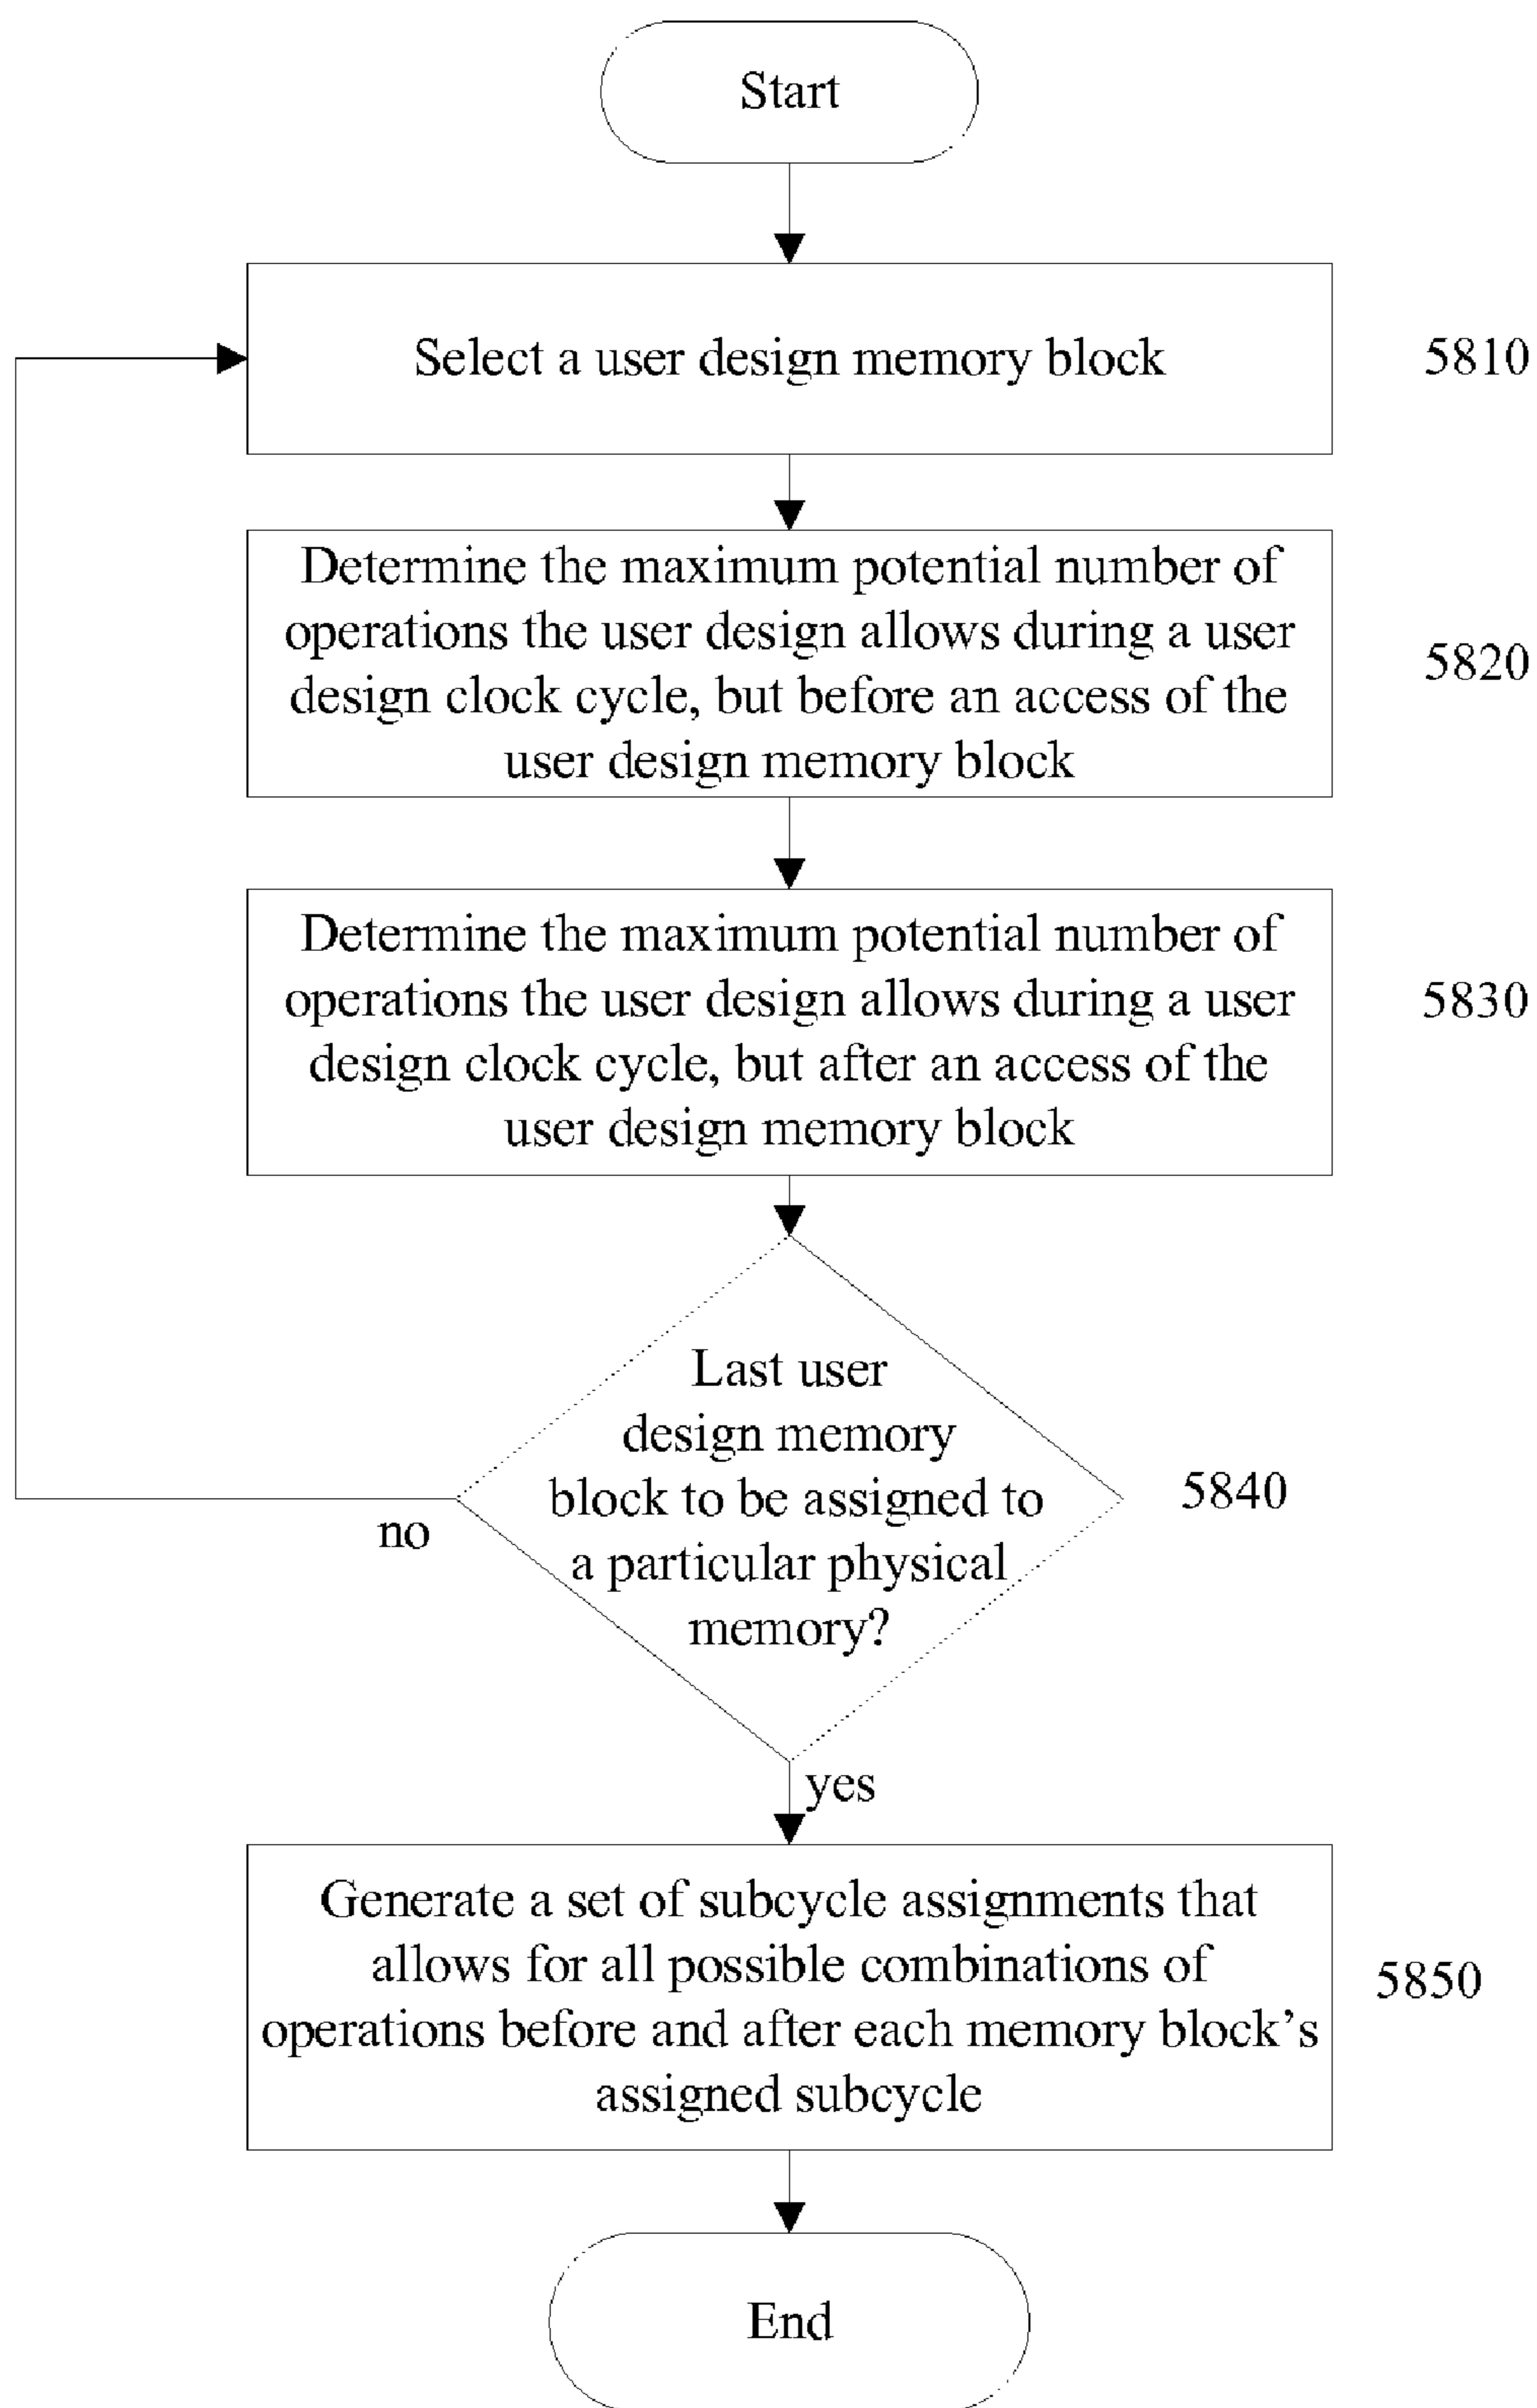 Start
Select a user design memory block
5810
Determine the maximum potential number of
operations the user design allows during a user
design clock cycle, but before an access of the
user design memory block
5820
Determine the maximum potential number of
operations the user design allows during a user
design clock cycle, but after an access of the
user design memory block
5830
Last user
design memory
block to be assigned to
a particular physical
memory?
5840
no
yes
Generate a set of subcycle assignments that
allows for all possible combinations of
operations before and after each memory block's
assigned subcycle
5850
End